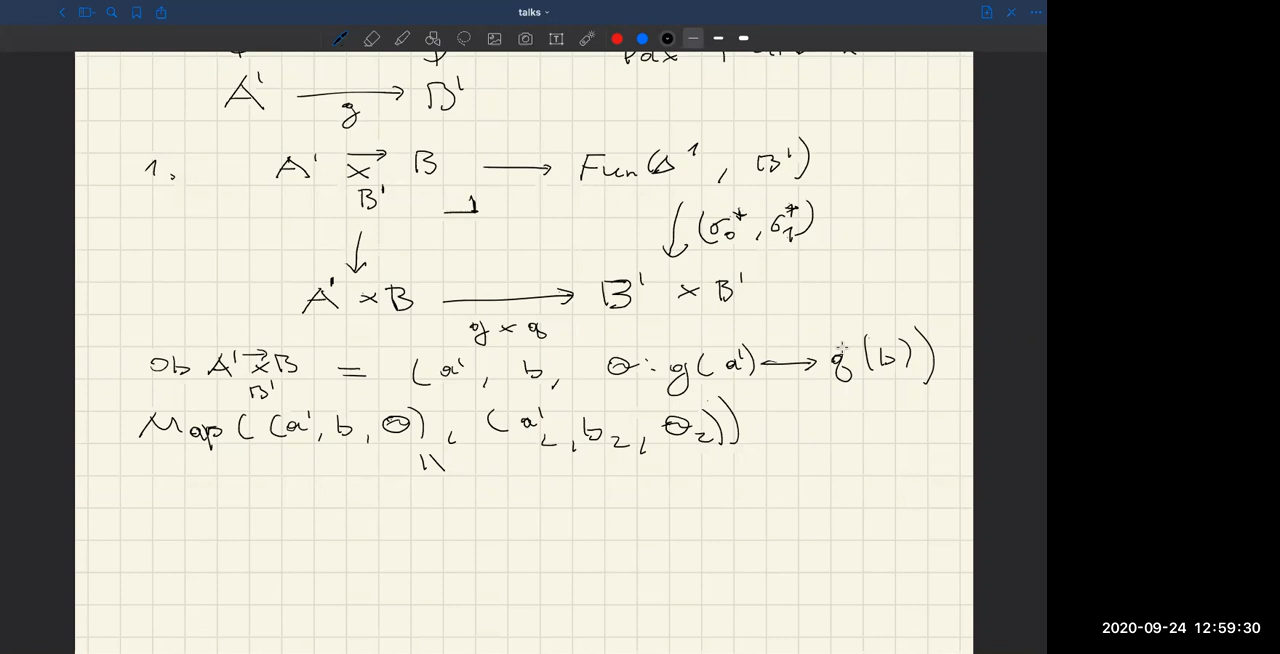 talks
A' → B'
g
1. A' ×⃗ B → Fun(Δ¹, B')
B'
↓ ↓ (σ₀*, σ₁*)
A' × B → B' × B'
g × q
Ob A' ×⃗ B = (a', b, θ: g(a') → q(b))
B'
Map((a', b, θ), (a'₂, b₂, θ₂))
2020-09-24 12:59:30